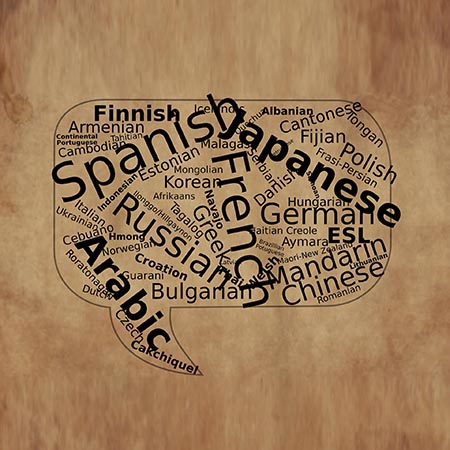 Finnish
Icelandic
Albanian
Armenian
Quechua
Cantonese
Tongan
Continental
Portuguese
Tahitian
Spanish
Japanese
Fijian
Cambodian
Malagasy
Polish
Estonian
Serbian
Frasi-Persian
Mongolian
Danish
Korean
Indonesian
Afrikaans
Navajo
French
Hungarian
German
Italian
Ilonggo/Hiligaynon
Tagalog
Greek
Ukrainian
Russian
Haitian Creole
ESL
Cebuano
Hmong
Brazilian
Portuguese
Aymara
Norwegian
Maori-New Zealand
Arabic
Croation
Mandarin
Lithuanian
Roratonagan
Guarani
Chinese
Dutch
Bulgarian
Romanian
Czech
Cakchiquel